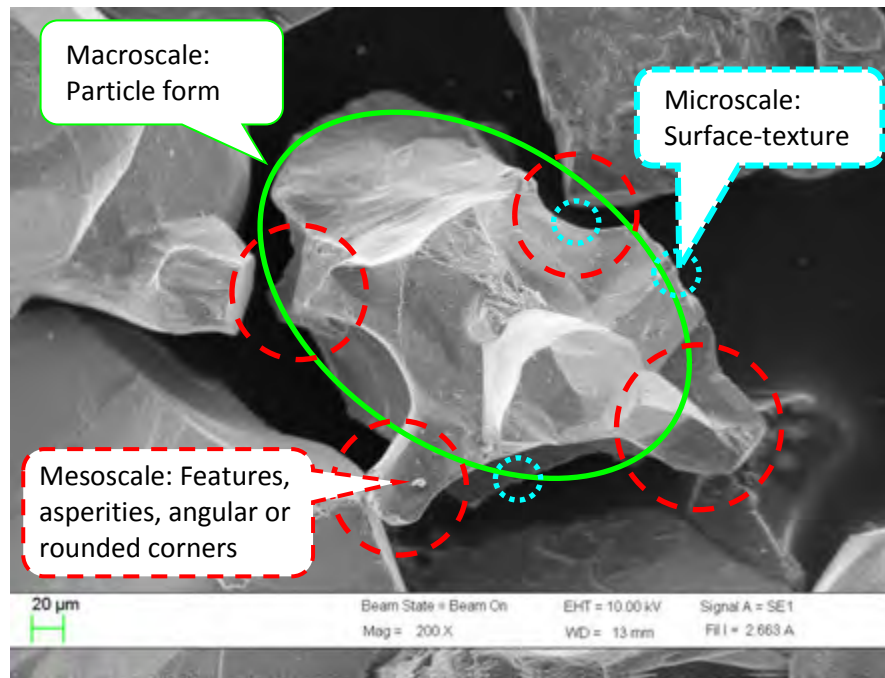 Macroscale:
Particle form
Microscale:
Surface-texture
Mesoscale: Features,
asperities, angular or
rounded corners
20 µm
Beam State = Beam On EHT = 10.00 kV Signal A = SE1
Mag = 200 X WD = 13 mm Fil I = 2.663 A